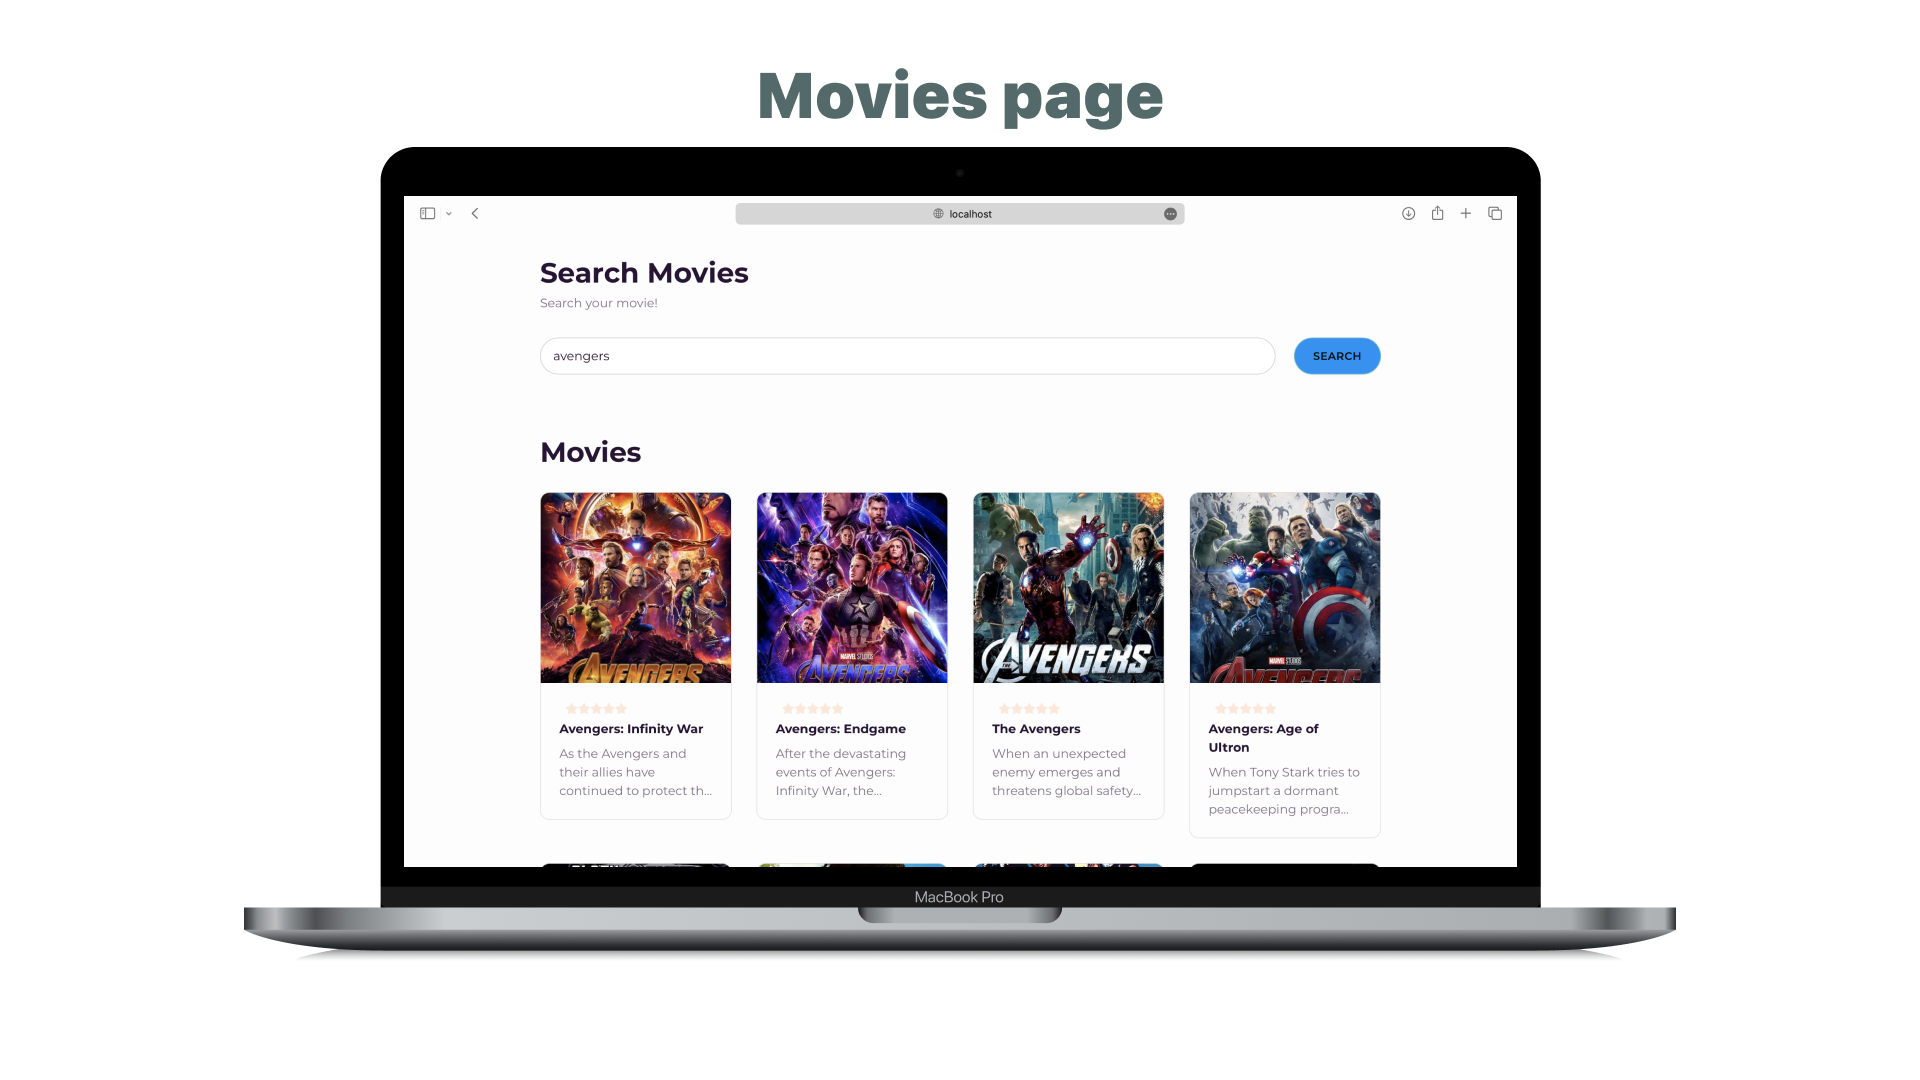 Movies page
localhost
Search Movies
Search your movie!
avengers
SEARCH
Movies
AVENGERS
MARVEL STUDIOS
AVENGERS
THE
AVENGERS
MARVEL STUDIOS
AVENGERS
Avengers: Infinity War
As the Avengers and
their allies have
continued to protect th...
Avengers: Endgame
After the devastating
events of Avengers:
Infinity War, the...
The Avengers
When an unexpected
enemy emerges and
threatens global safety...
Avengers: Age of
Ultron
When Tony Stark tries to
jumpstart a dormant
peacekeeping progra...
MacBook Pro